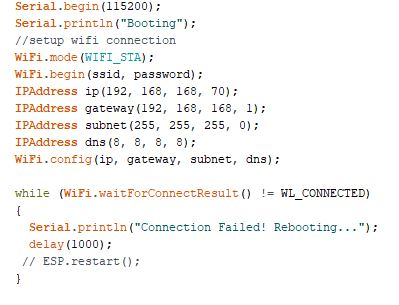 Serial.begin(115200);
Serial.println("Booting");
//setup wifi connection
WiFi.mode(WIFI_STA);
WiFi.begin(ssid, password);
IPAddress ip(192, 168, 168, 70);
IPAddress gateway(192, 168, 168, 1);
IPAddress subnet(255, 255, 255, 0);
IPAddress dns(8, 8, 8, 8);
WiFi.config(ip, gateway, subnet, dns);
while (WiFi.waitForConnectResult() != WL_CONNECTED)
{
Serial.println("Connection Failed! Rebooting...");
delay(1000);
// ESP.restart();
}